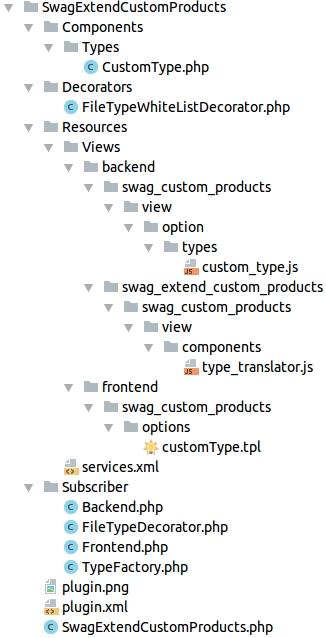 SwagExtendCustomProducts
Components
Types
CustomType.php
Decorators
FileTypeWhiteListDecorator.php
Resources
Views
backend
swag_custom_products
view
option
types
custom_type.js
swag_extend_custom_products
swag_custom_products
view
components
type_translator.js
frontend
swag_custom_products
options
customType.tpl
services.xml
Subscriber
Backend.php
FileTypeDecorator.php
Frontend.php
TypeFactory.php
plugin.png
plugin.xml
SwagExtendCustomProducts.php